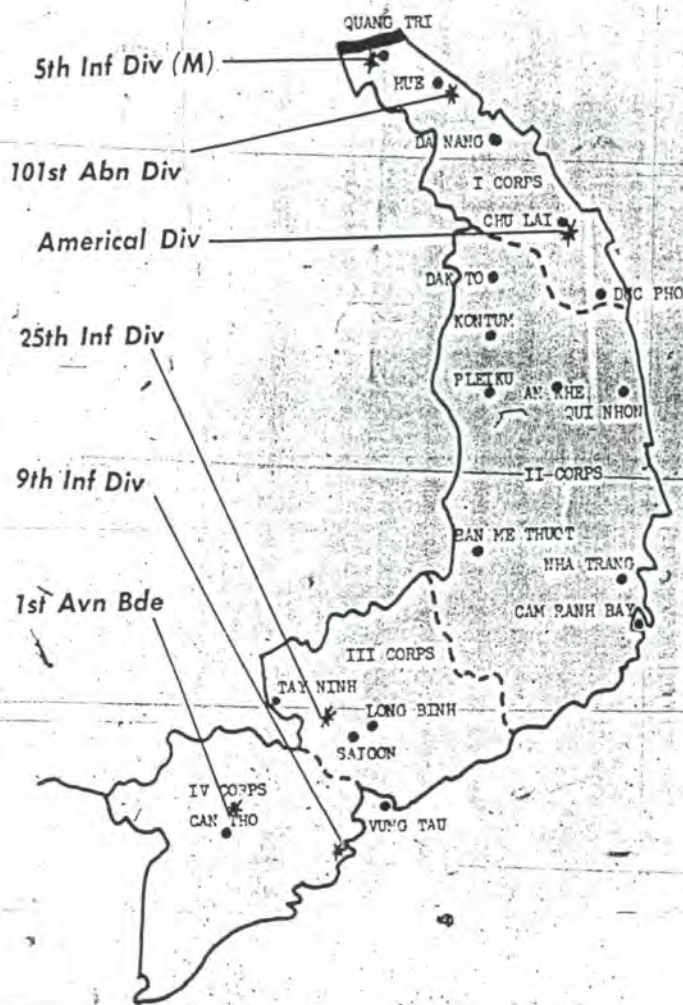 QUANG TRI
5th Inf Div (M)
HUE
101st Abn Div
DA NANG
I CORPS
Americal Div
CHU LAI
DAK TO
DUC PHO
25th Inf Div
KONTUM
PLEIKU
AN KHE
QUI NHON
9th Inf Div
II CORPS
BAN ME THUOT
NHA TRANG
1st Avn Bde
CAM RANH BAY
III CORPS
TAY NINH
LONG BINH
SAIGON
IV CORPS
CAN THO
VUNG TAU